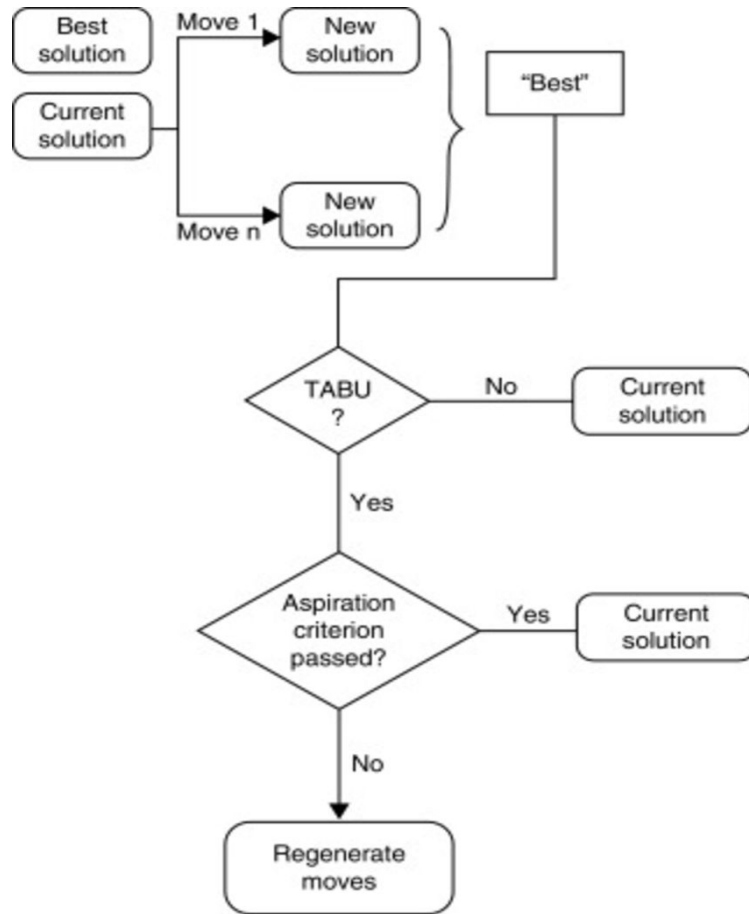 Best
solution
Move 1
New
solution
"Best"
Current
solution
Move n
New
solution
TABU
?
No
Current
solution
Yes
Aspiration
criterion
passed?
Yes
Current
solution
No
Regenerate
moves